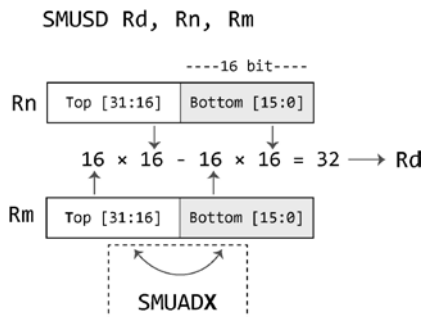 SMUSD Rd, Rn, Rm
----16 bit----
Rn Top [31:16] Bottom [15:0]
16 × 16 - 16 × 16 = 32 Rd
Rm Top [31:16] Bottom [15:0]
SMUADX